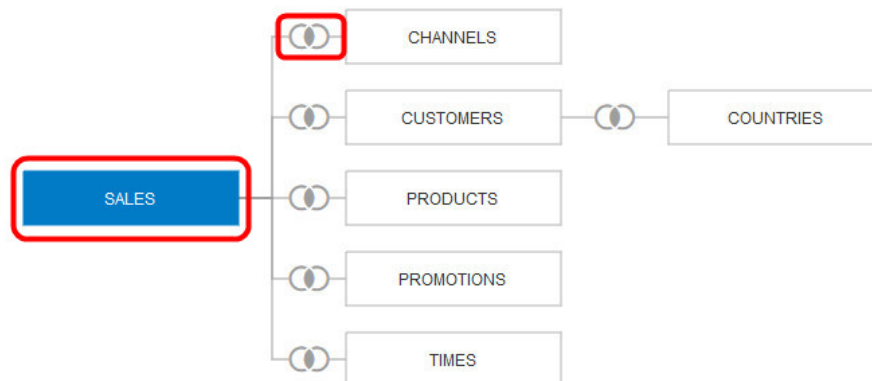 CHANNELS
CUSTOMERS
COUNTRIES
SALES
PRODUCTS
PROMOTIONS
TIMES